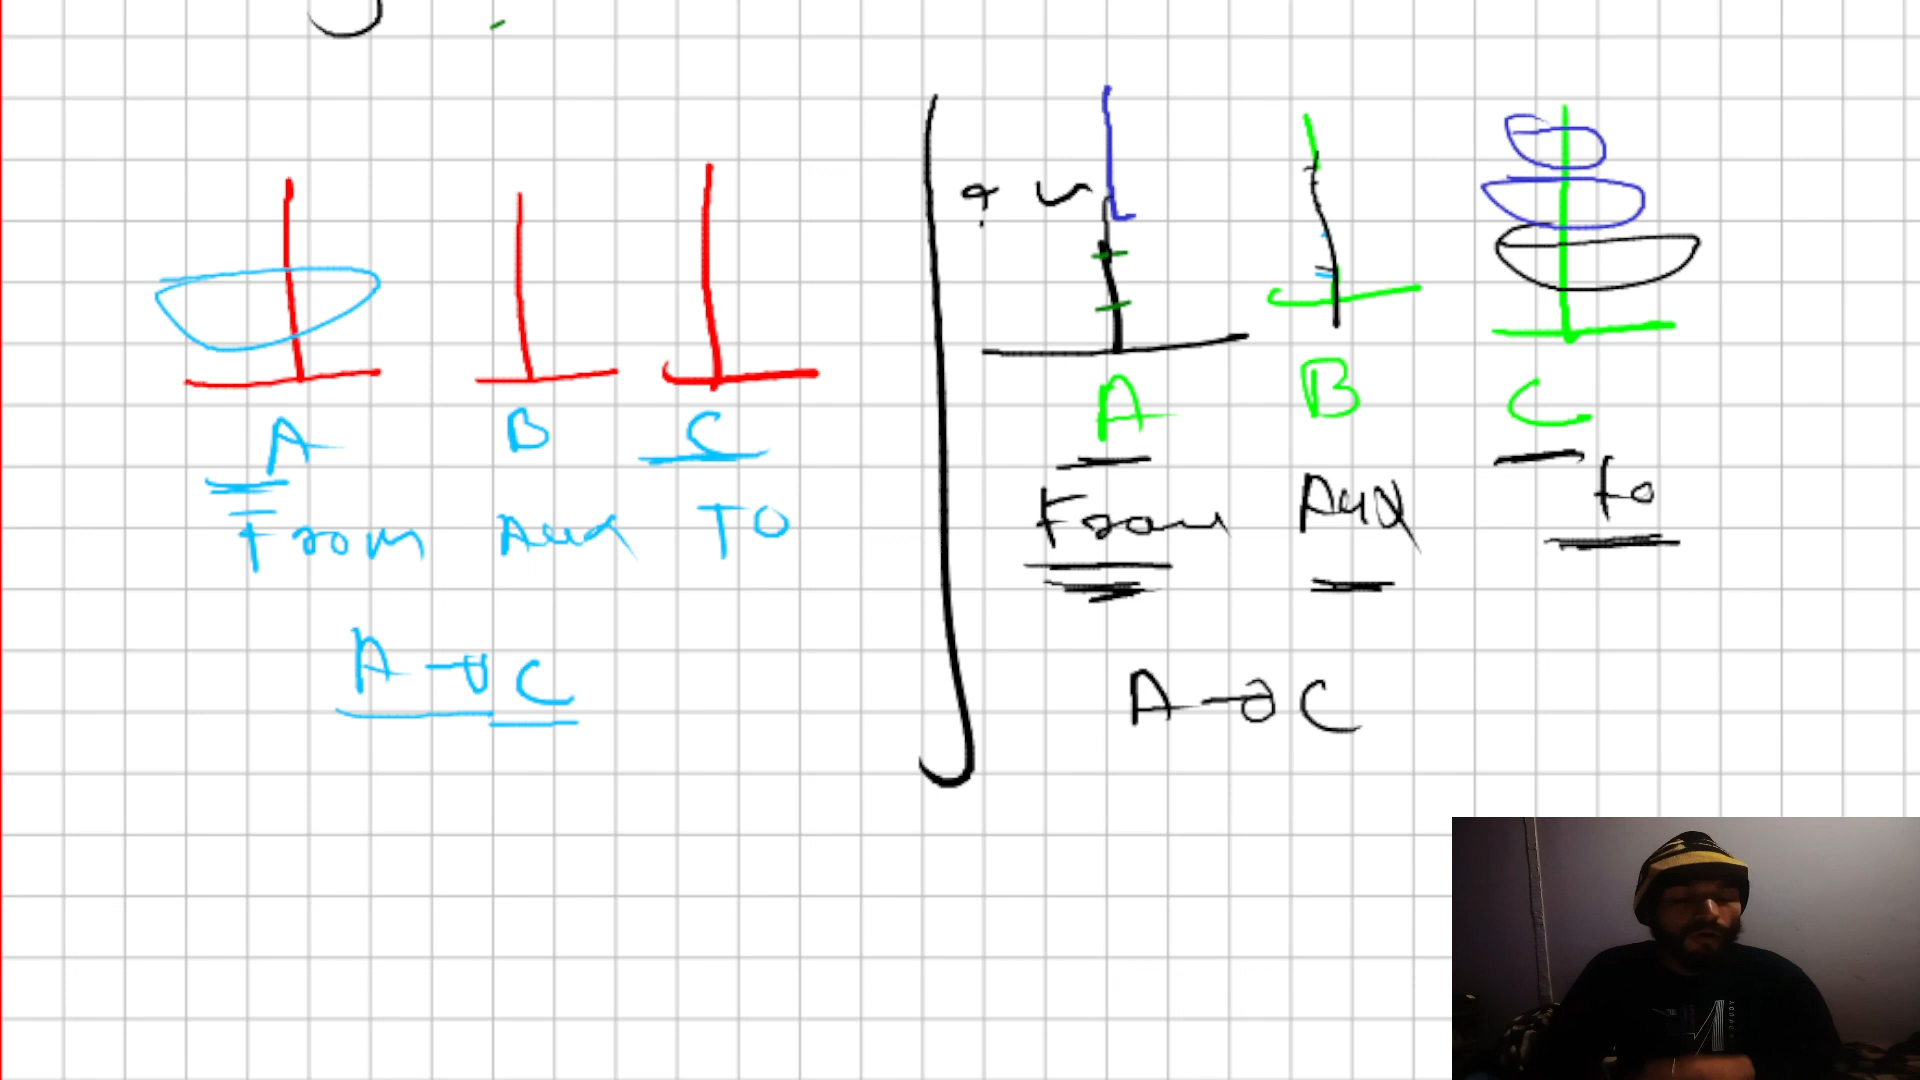 A B C
From Aux TO
A → C
A B C
From Aux to
A → C